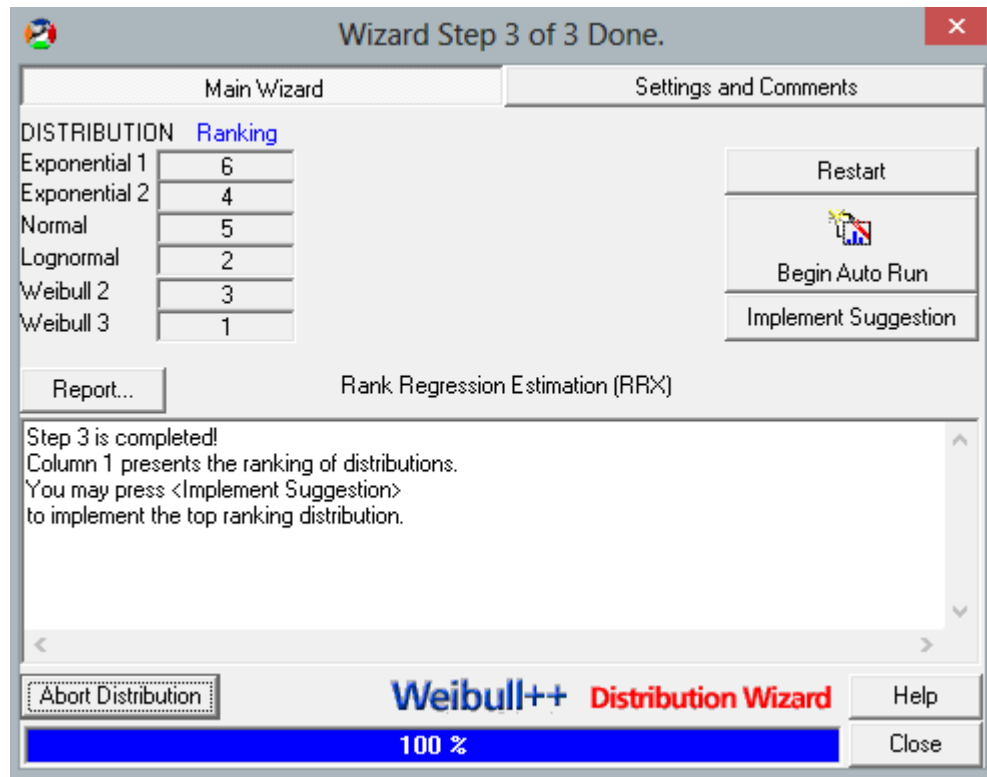 Wizard Step 3 of 3 Done.
Main Wizard
Settings and Comments
DISTRIBUTION Ranking
Exponential 1 6
Exponential 2 4
Normal 5
Lognormal 2
Weibull 2 3
Weibull 3 1
Restart
Begin Auto Run
Implement Suggestion
Report...
Rank Regression Estimation (RRX)
Step 3 is completed!
Column 1 presents the ranking of distributions.
You may press <Implement Suggestion>
to implement the top ranking distribution.
Abort Distribution
Weibull++ Distribution Wizard
Help
100 %
Close